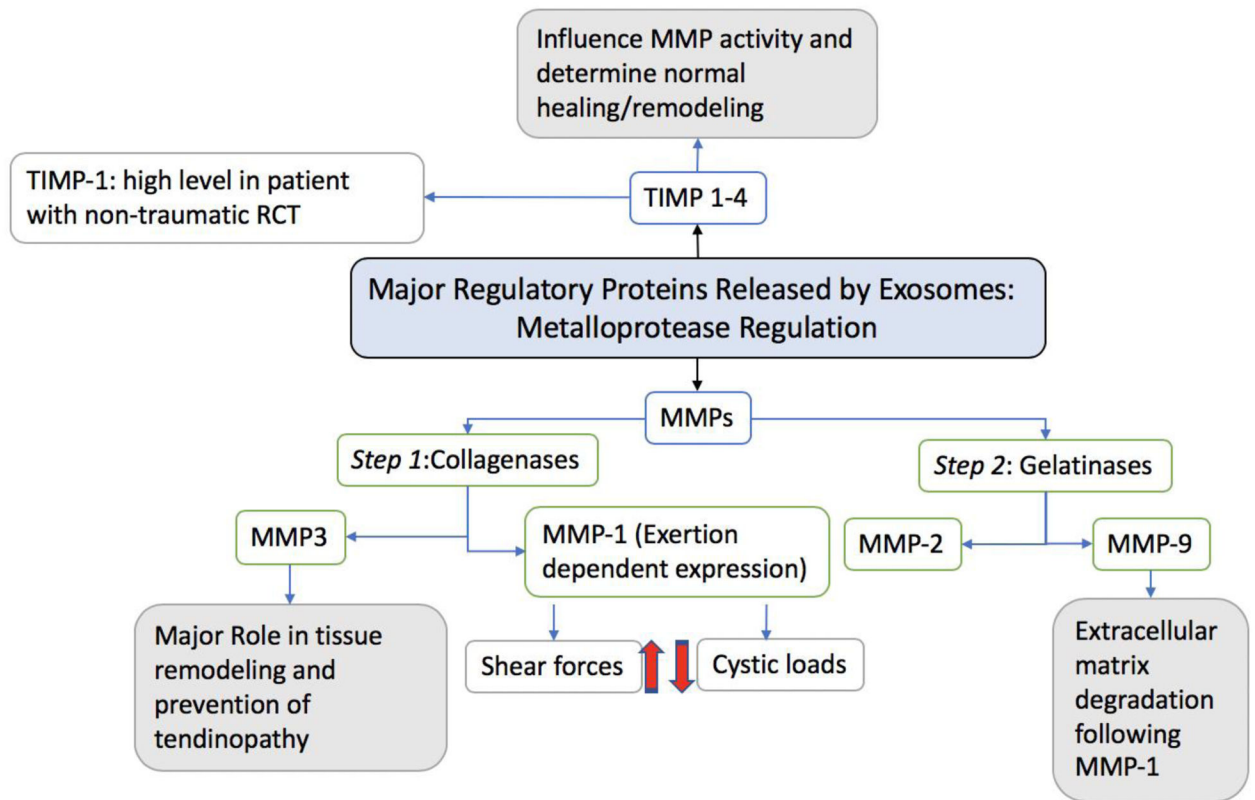 Influence MMP activity and
determine normal
healing/remodeling
TIMP-1: high level in patient
with non-traumatic RCT
TIMP 1-4
Major Regulatory Proteins Released by Exosomes:
Metalloprotease Regulation
MMPs
Step 1:Collagenases
Step 2: Gelatinases
MMP3
MMP-1 (Exertion
dependent expression)
MMP-2
MMP-9
Major Role in tissue
remodeling and
prevention of
tendinopathy
Shear forces
Cystic loads
Extracellular
matrix
degradation
following
MMP-1